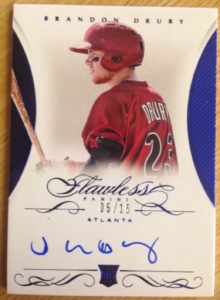 BRANDON DRURY
DRURY
Flawless
PANINI
05/15
ATLANTA